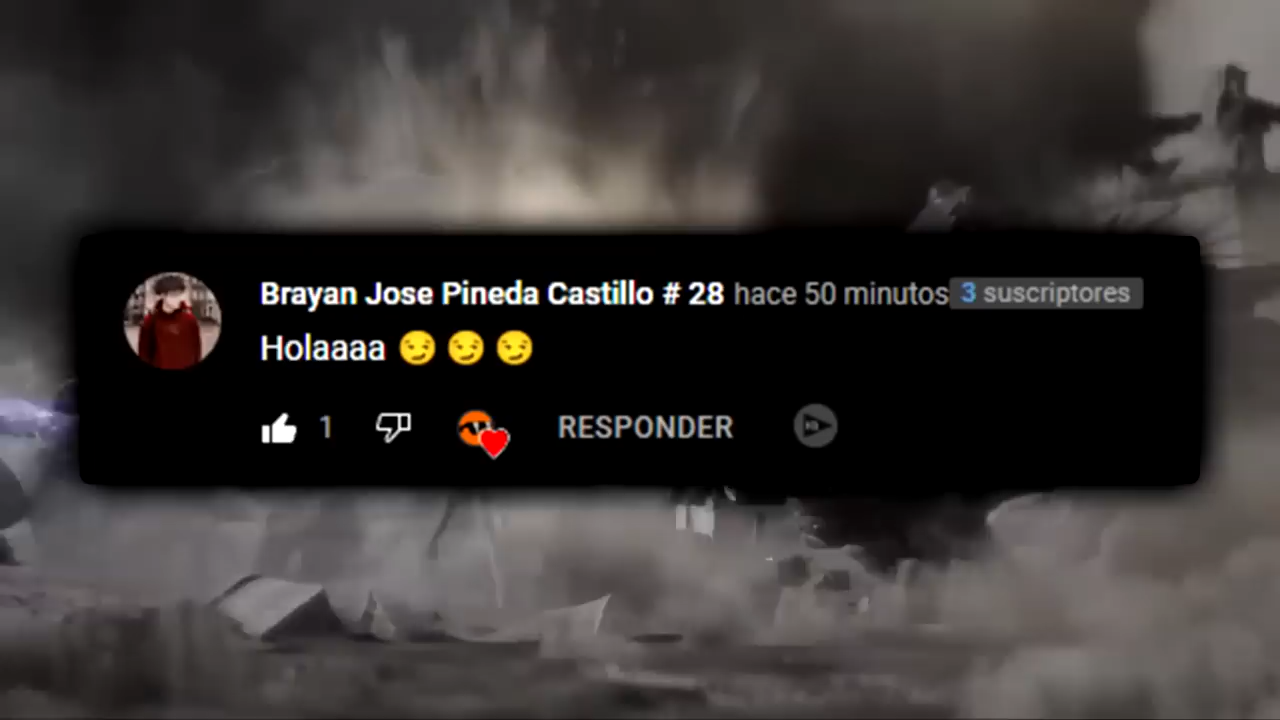 Brayan Jose Pineda Castillo # 28 hace 50 minutos 3 suscriptores
Holaaaa 😏 😏 😏
1 RESPONDER